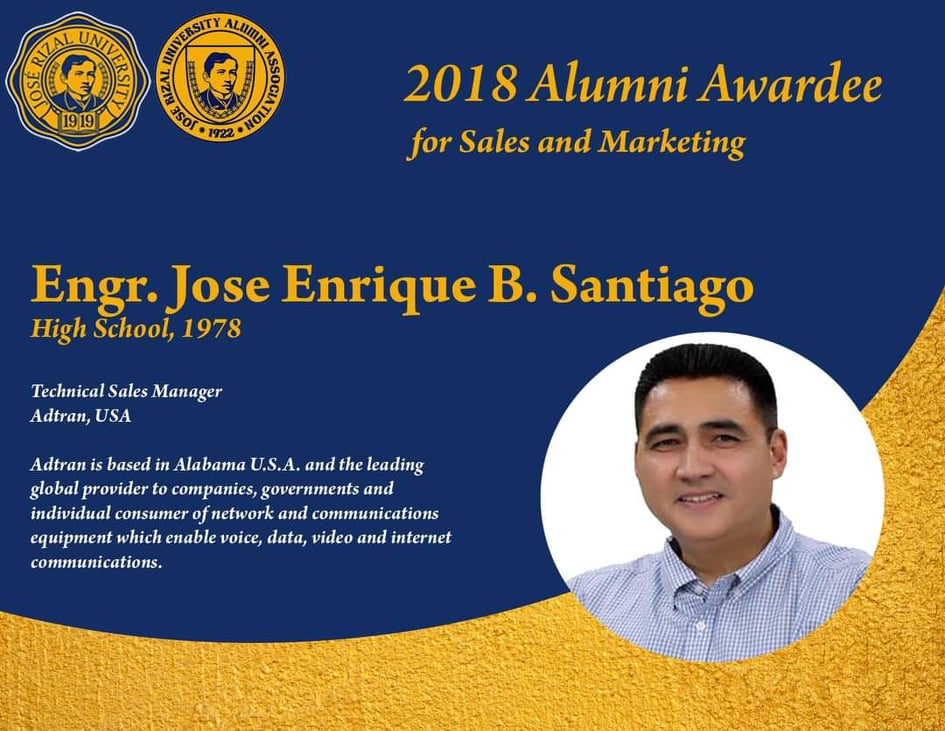 JOSÉ RIZAL UNIVERSITY
1919
JOSE RIZAL UNIVERSITY ALUMNI ASSOCIATION
• 1922 •
2018 Alumni Awardee
for Sales and Marketing
Engr. Jose Enrique B. Santiago
High School, 1978
Technical Sales Manager
Adtran, USA
Adtran is based in Alabama U.S.A. and the leading
global provider to companies, governments and
individual consumer of network and communications
equipment which enable voice, data, video and internet
communications.